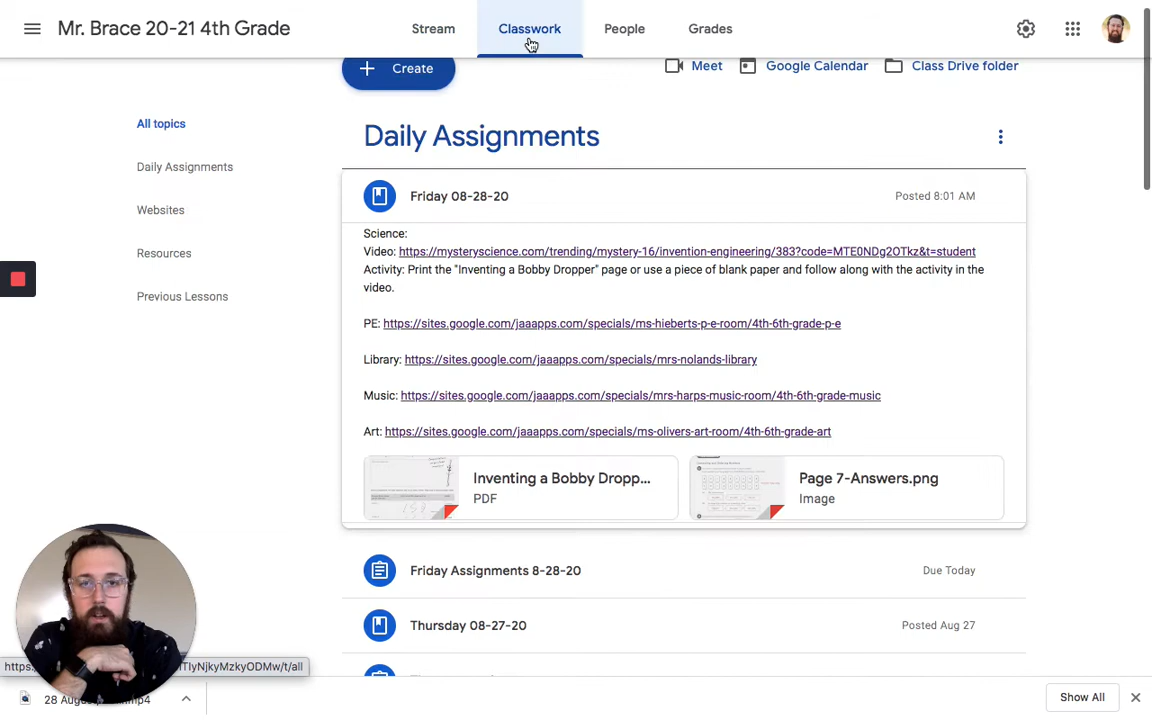 Mr. Brace 20-21 4th Grade
Stream
Classwork
People
Grades
Create
Meet
Google Calendar
Class Drive folder
All topics
Daily Assignments
Websites
Resources
Previous Lessons
Daily Assignments
Friday 08-28-20
Posted 8:01 AM
Science:
Video: https://mysteryscience.com/trending/mystery-16/invention-engineering/383?code=MTE0NDg2OTkz&t=student
Activity: Print the "Inventing a Bobby Dropper" page or use a piece of blank paper and follow along with the activity in the
video.
PE: https://sites.google.com/jaaapps.com/specials/ms-hieberts-p-e-room/4th-6th-grade-p-e
Library: https://sites.google.com/jaaapps.com/specials/mrs-nolands-library
Music: https://sites.google.com/jaaapps.com/specials/mrs-harps-music-room/4th-6th-grade-music
Art: https://sites.google.com/jaaapps.com/specials/ms-olivers-art-room/4th-6th-grade-art
Inventing a Bobby Dropp...
PDF
Page 7-Answers.png
Image
Friday Assignments 8-28-20
Due Today
Thursday 08-27-20
Posted Aug 27
28
Show All